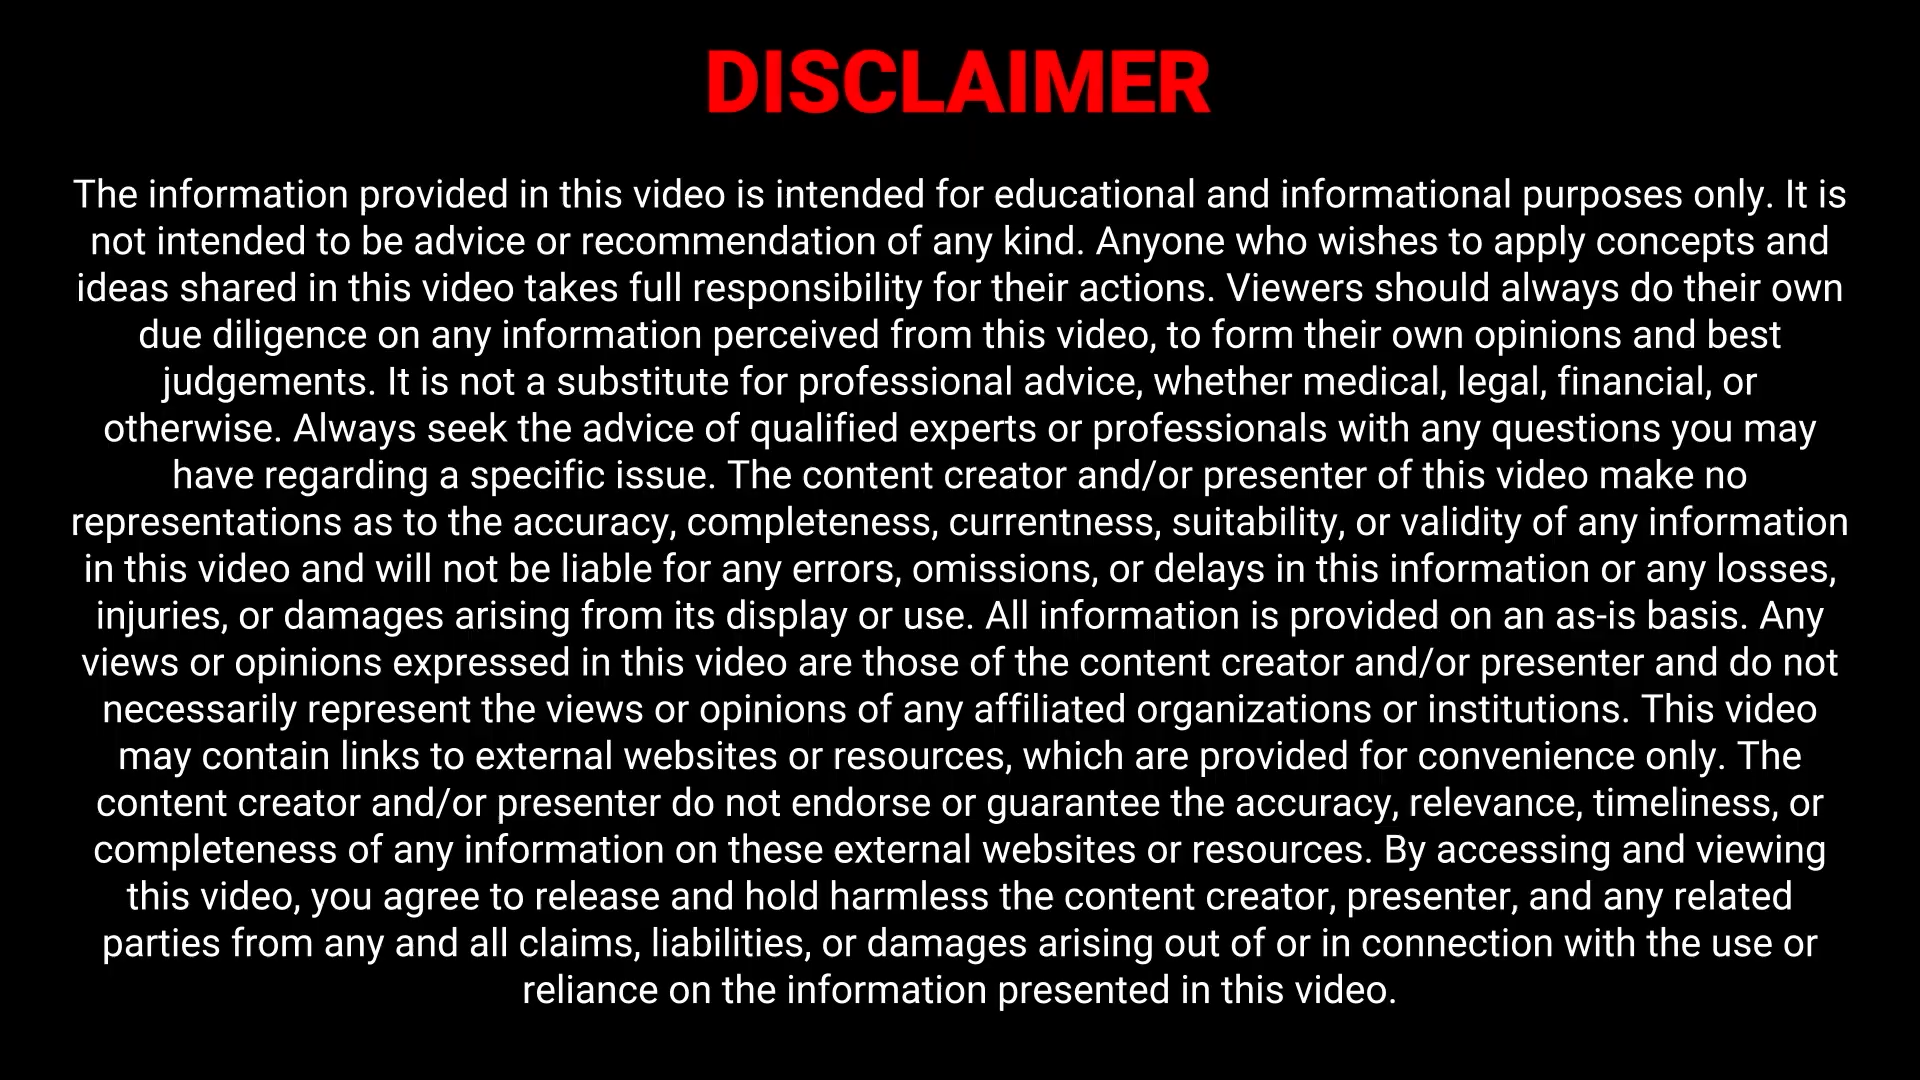 DISCLAIMER
The information provided in this video is intended for educational and informational purposes only. It is
not intended to be advice or recommendation of any kind. Anyone who wishes to apply concepts and
ideas shared in this video takes full responsibility for their actions. Viewers should always do their own
due diligence on any information perceived from this video, to form their own opinions and best
judgements. It is not a substitute for professional advice, whether medical, legal, financial, or
otherwise. Always seek the advice of qualified experts or professionals with any questions you may
have regarding a specific issue. The content creator and/or presenter of this video make no
representations as to the accuracy, completeness, currentness, suitability, or validity of any information
in this video and will not be liable for any errors, omissions, or delays in this information or any losses,
injuries, or damages arising from its display or use. All information is provided on an as-is basis. Any
views or opinions expressed in this video are those of the content creator and/or presenter and do not
necessarily represent the views or opinions of any affiliated organizations or institutions. This video
may contain links to external websites or resources, which are provided for convenience only. The
content creator and/or presenter do not endorse or guarantee the accuracy, relevance, timeliness, or
completeness of any information on these external websites or resources. By accessing and viewing
this video, you agree to release and hold harmless the content creator, presenter, and any related
parties from any and all claims, liabilities, or damages arising out of or in connection with the use or
reliance on the information presented in this video.